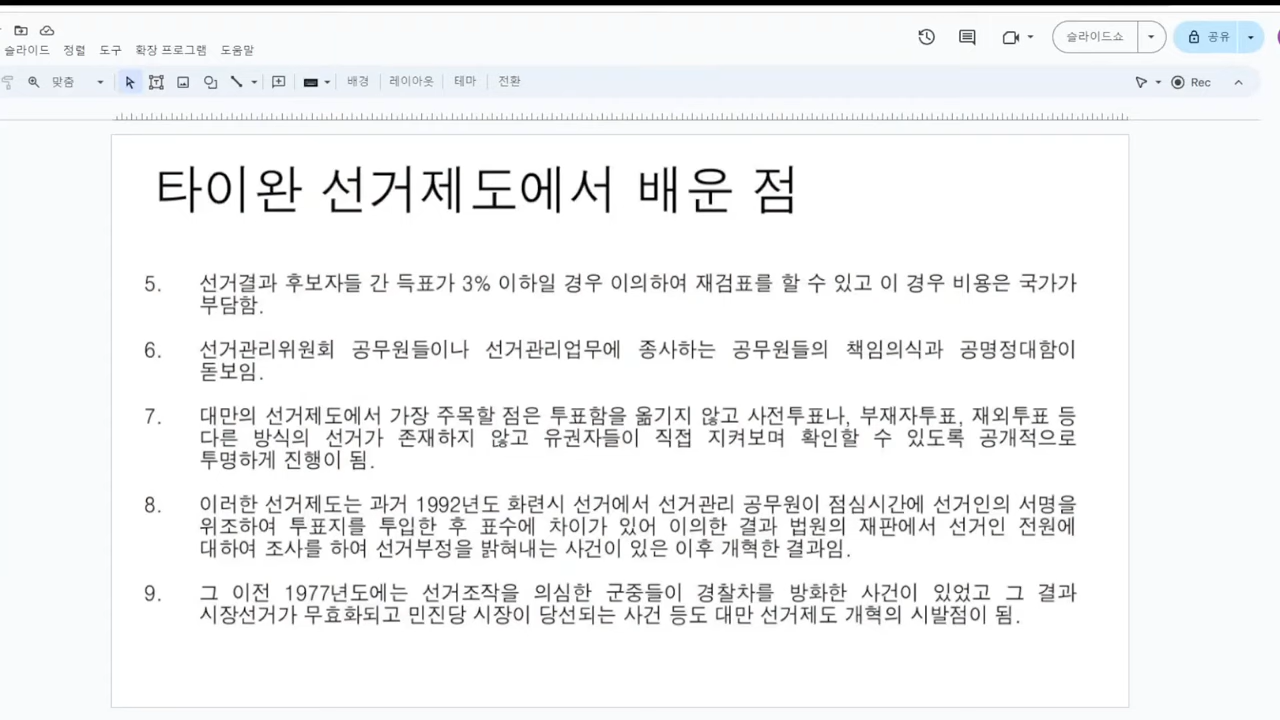 슬라이드 정렬 도구 확장 프로그램 도움말
슬라이드쇼
공유
맞춤
배경 레이아웃 테마 전환
Rec
타이완 선거제도에서 배운 점
5. 선거결과 후보자들 간 득표가 3% 이하일 경우 이의하여 재검표를 할 수 있고 이 경우 비용은 국가가
부담함.
6. 선거관리위원회 공무원들이나 선거관리업무에 종사하는 공무원들의 책임의식과 공명정대함이
돋보임.
7. 대만의 선거제도에서 가장 주목할 점은 투표함을 옮기지 않고 사전투표나, 부재자투표, 재외투표 등
다른 방식의 선거가 존재하지 않고 유권자들이 직접 지켜보며 확인할 수 있도록 공개적으로
투명하게 진행이 됨.
8. 이러한 선거제도는 과거 1992년도 화련시 선거에서 선거관리 공무원이 점심시간에 선거인의 서명을
위조하여 투표지를 투입한 후 표수에 차이가 있어 이의한 결과 법원의 재판에서 선거인 전원에
대하여 조사를 하여 선거부정을 밝혀내는 사건이 있은 이후 개혁한 결과임.
9. 그 이전 1977년도에는 선거조작을 의심한 군중들이 경찰차를 방화한 사건이 있었고 그 결과
시장선거가 무효화되고 민진당 시장이 당선되는 사건 등도 대만 선거제도 개혁의 시발점이 됨.